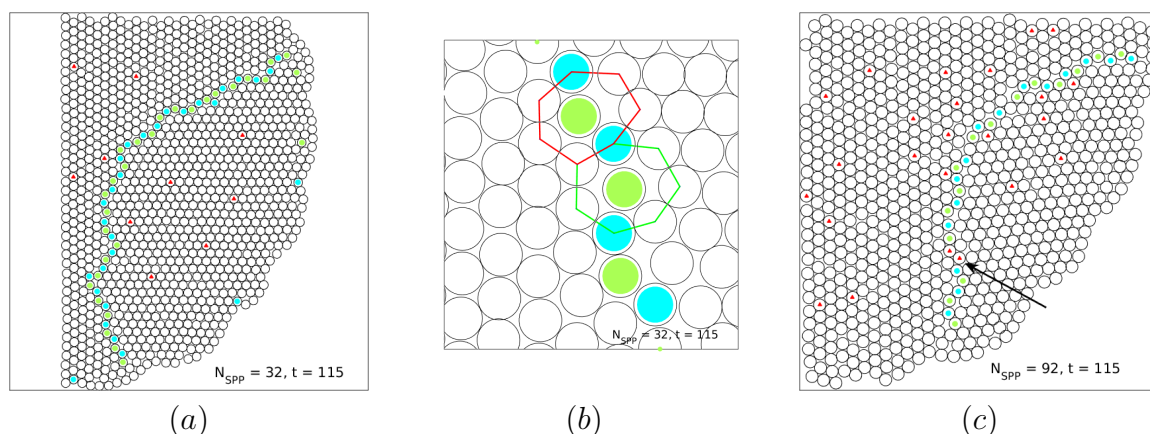 N_SPP = 32, t = 115
N_SPP = 32, t = 115
N_SPP = 92, t = 115
(a)
(b)
(c)